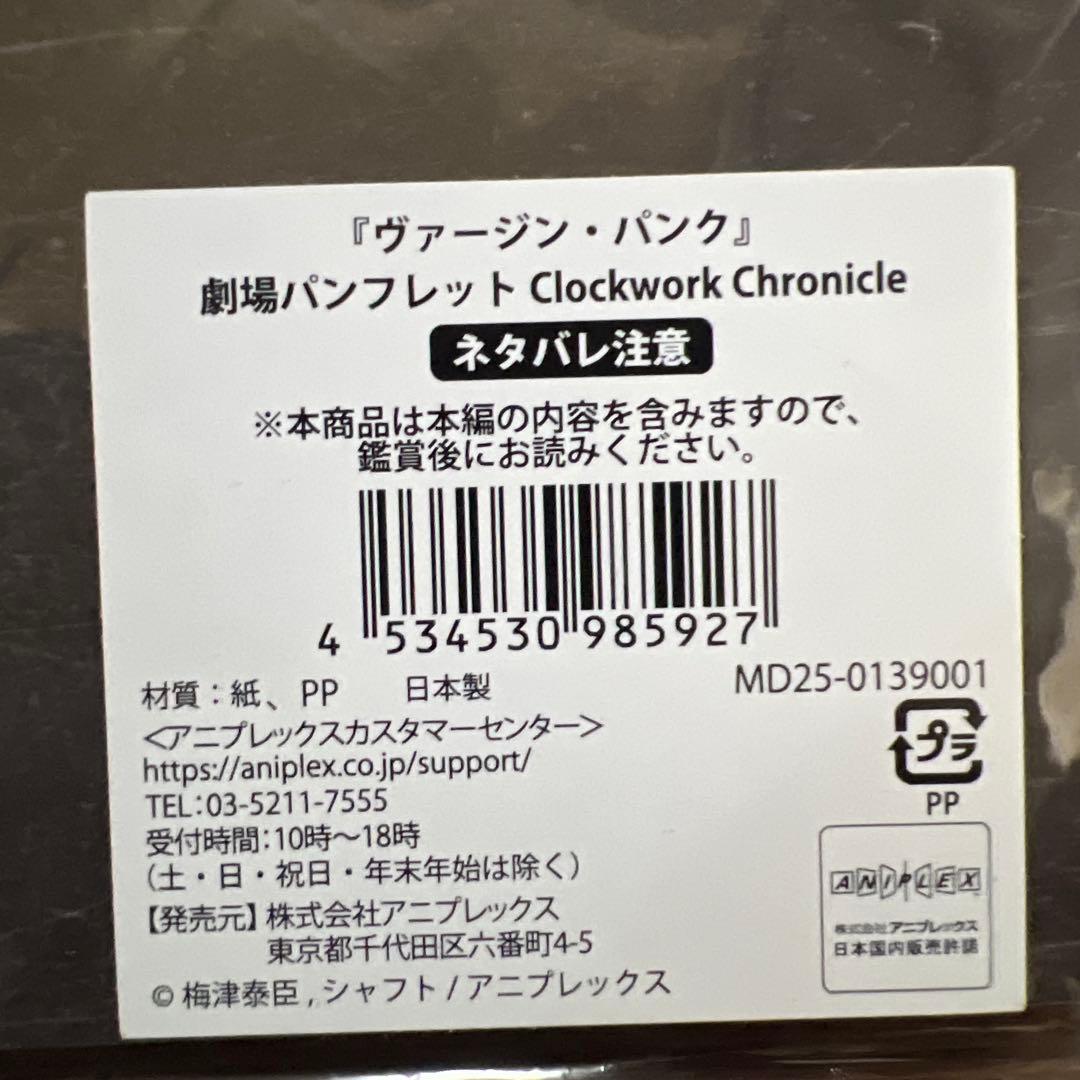 『ヴァージン・パンク』
劇場パンフレット Clockwork Chronicle
ネタバレ注意
※本商品は本編の内容を含みますので、
鑑賞後にお読みください。
4 534530 985927
材質：紙、PP 日本製 MD25-0139001
<アニプレックスカスタマーセンター>
https://aniplex.co.jp/support/
TEL:03-5211-7555
受付時間:10時～18時
(土・日・祝日・年末年始は除く)
【発売元】株式会社アニプレックス
東京都千代田区六番町4-5
© 梅津泰臣 , シャフト / アニプレックス
プラ
PP
ANIPLEX
株式会社 アニプレックス
日本国内販売許諾